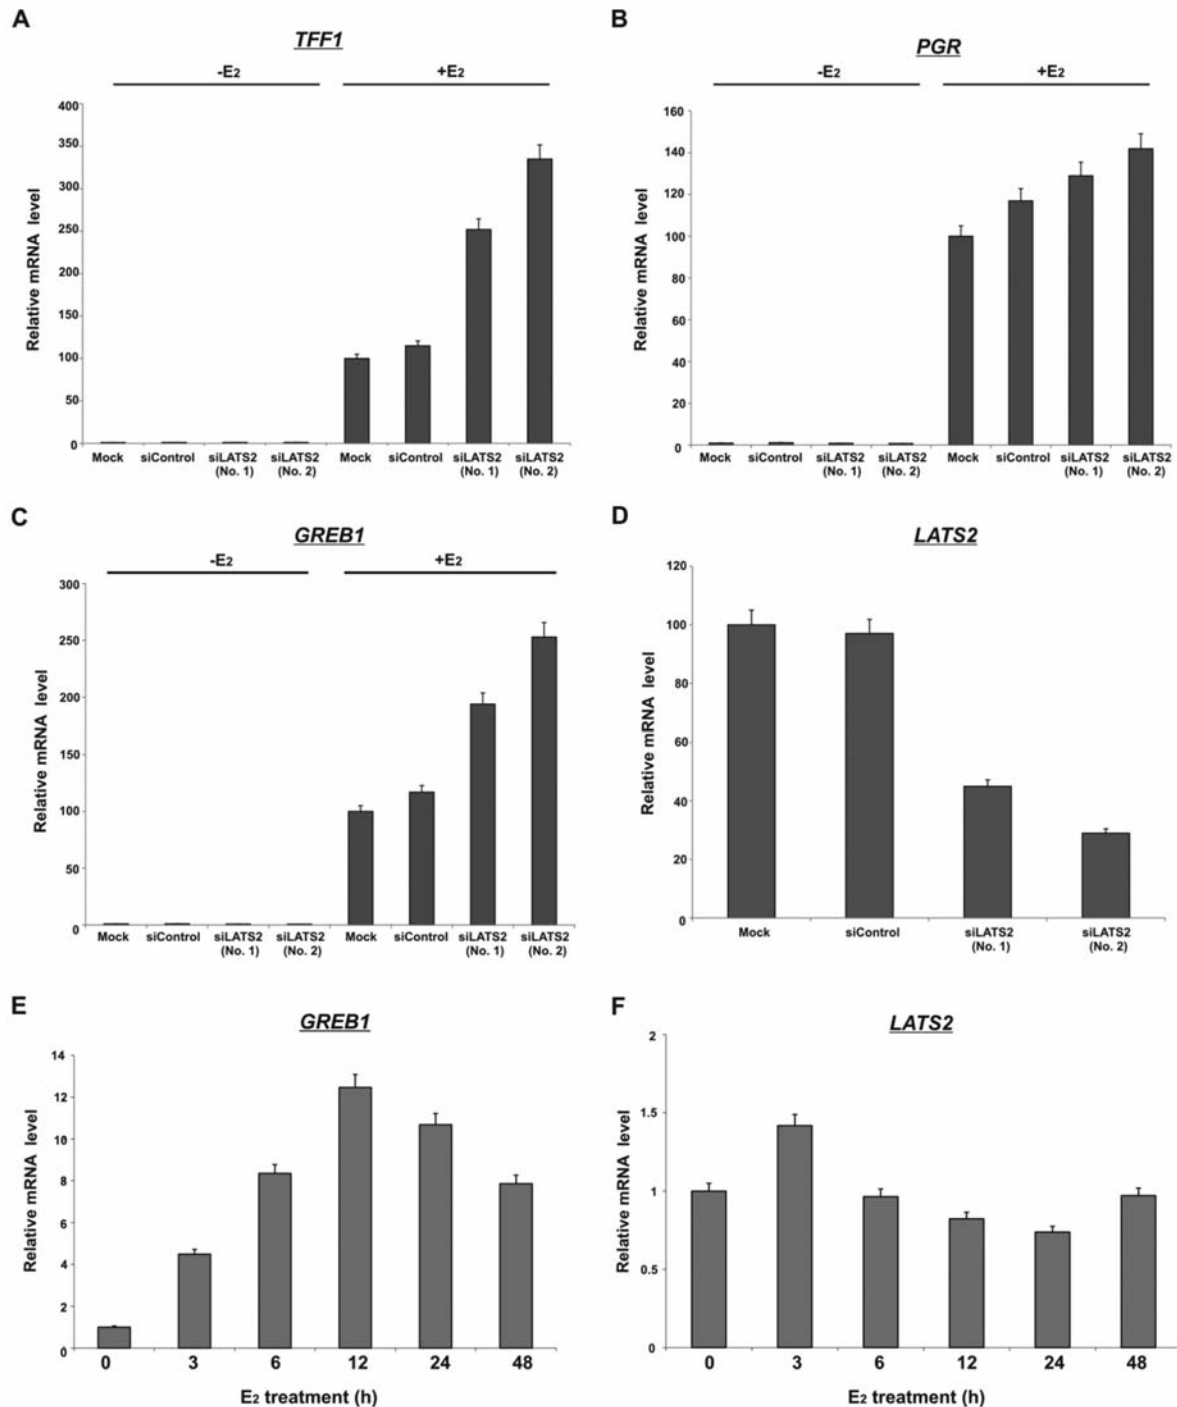 A
TFF1
-E2
+E2
Relative mRNA level
400
350
300
250
200
150
100
50
0
Mock
siControl
siLATS2
(No. 1)
siLATS2
(No. 2)
Mock
siControl
siLATS2
(No. 1)
siLATS2
(No. 2)
B
PGR
-E2
+E2
Relative mRNA level
160
140
120
100
80
60
40
20
0
Mock
siControl
siLATS2
(No. 1)
siLATS2
(No. 2)
Mock
siControl
siLATS2
(No. 1)
siLATS2
(No. 2)
C
GREB1
-E2
+E2
Relative mRNA level
300
250
200
150
100
50
0
Mock
siControl
siLATS2
(No. 1)
siLATS2
(No. 2)
Mock
siControl
siLATS2
(No. 1)
siLATS2
(No. 2)
D
LATS2
Relative mRNA level
120
100
80
60
40
20
0
Mock
siControl
siLATS2
(No. 1)
siLATS2
(No. 2)
E
GREB1
Relative mRNA level
14
12
10
8
6
4
2
0
0 3 6 12 24 48
E2 treatment (h)
F
LATS2
Relative mRNA level
2
1.5
1
0.5
0
0 3 6 12 24 48
E2 treatment (h)